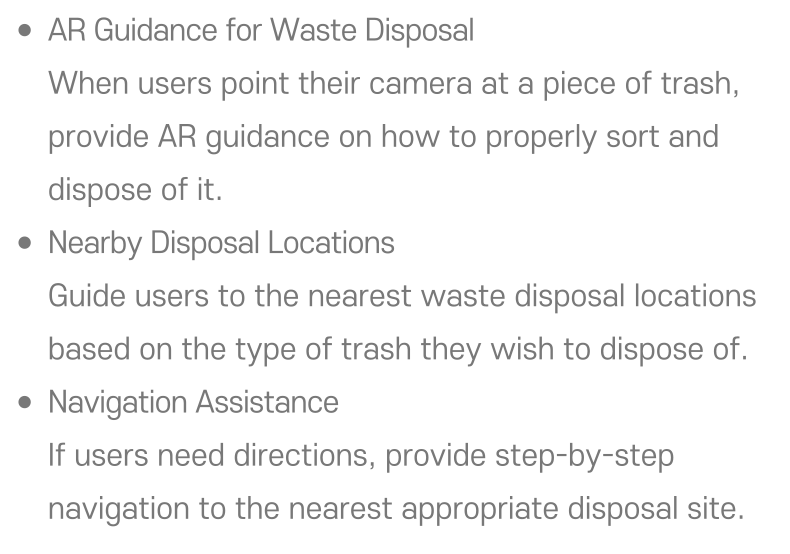 • AR Guidance for Waste Disposal
When users point their camera at a piece of trash,
provide AR guidance on how to properly sort and
dispose of it.
• Nearby Disposal Locations
Guide users to the nearest waste disposal locations
based on the type of trash they wish to dispose of.
• Navigation Assistance
If users need directions, provide step-by-step
navigation to the nearest appropriate disposal site.